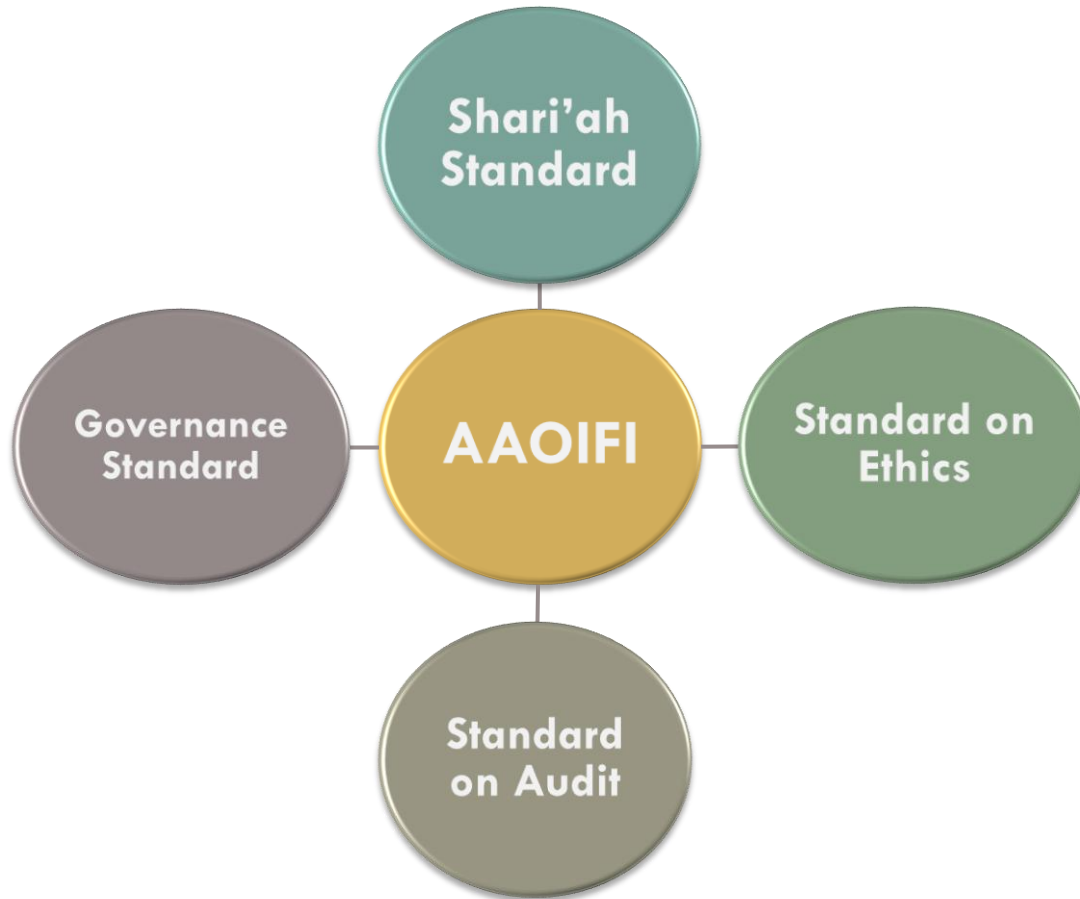 Shari’ah
Standard
Governance
Standard
AAOIFI
Standard on
Ethics
Standard
on Audit